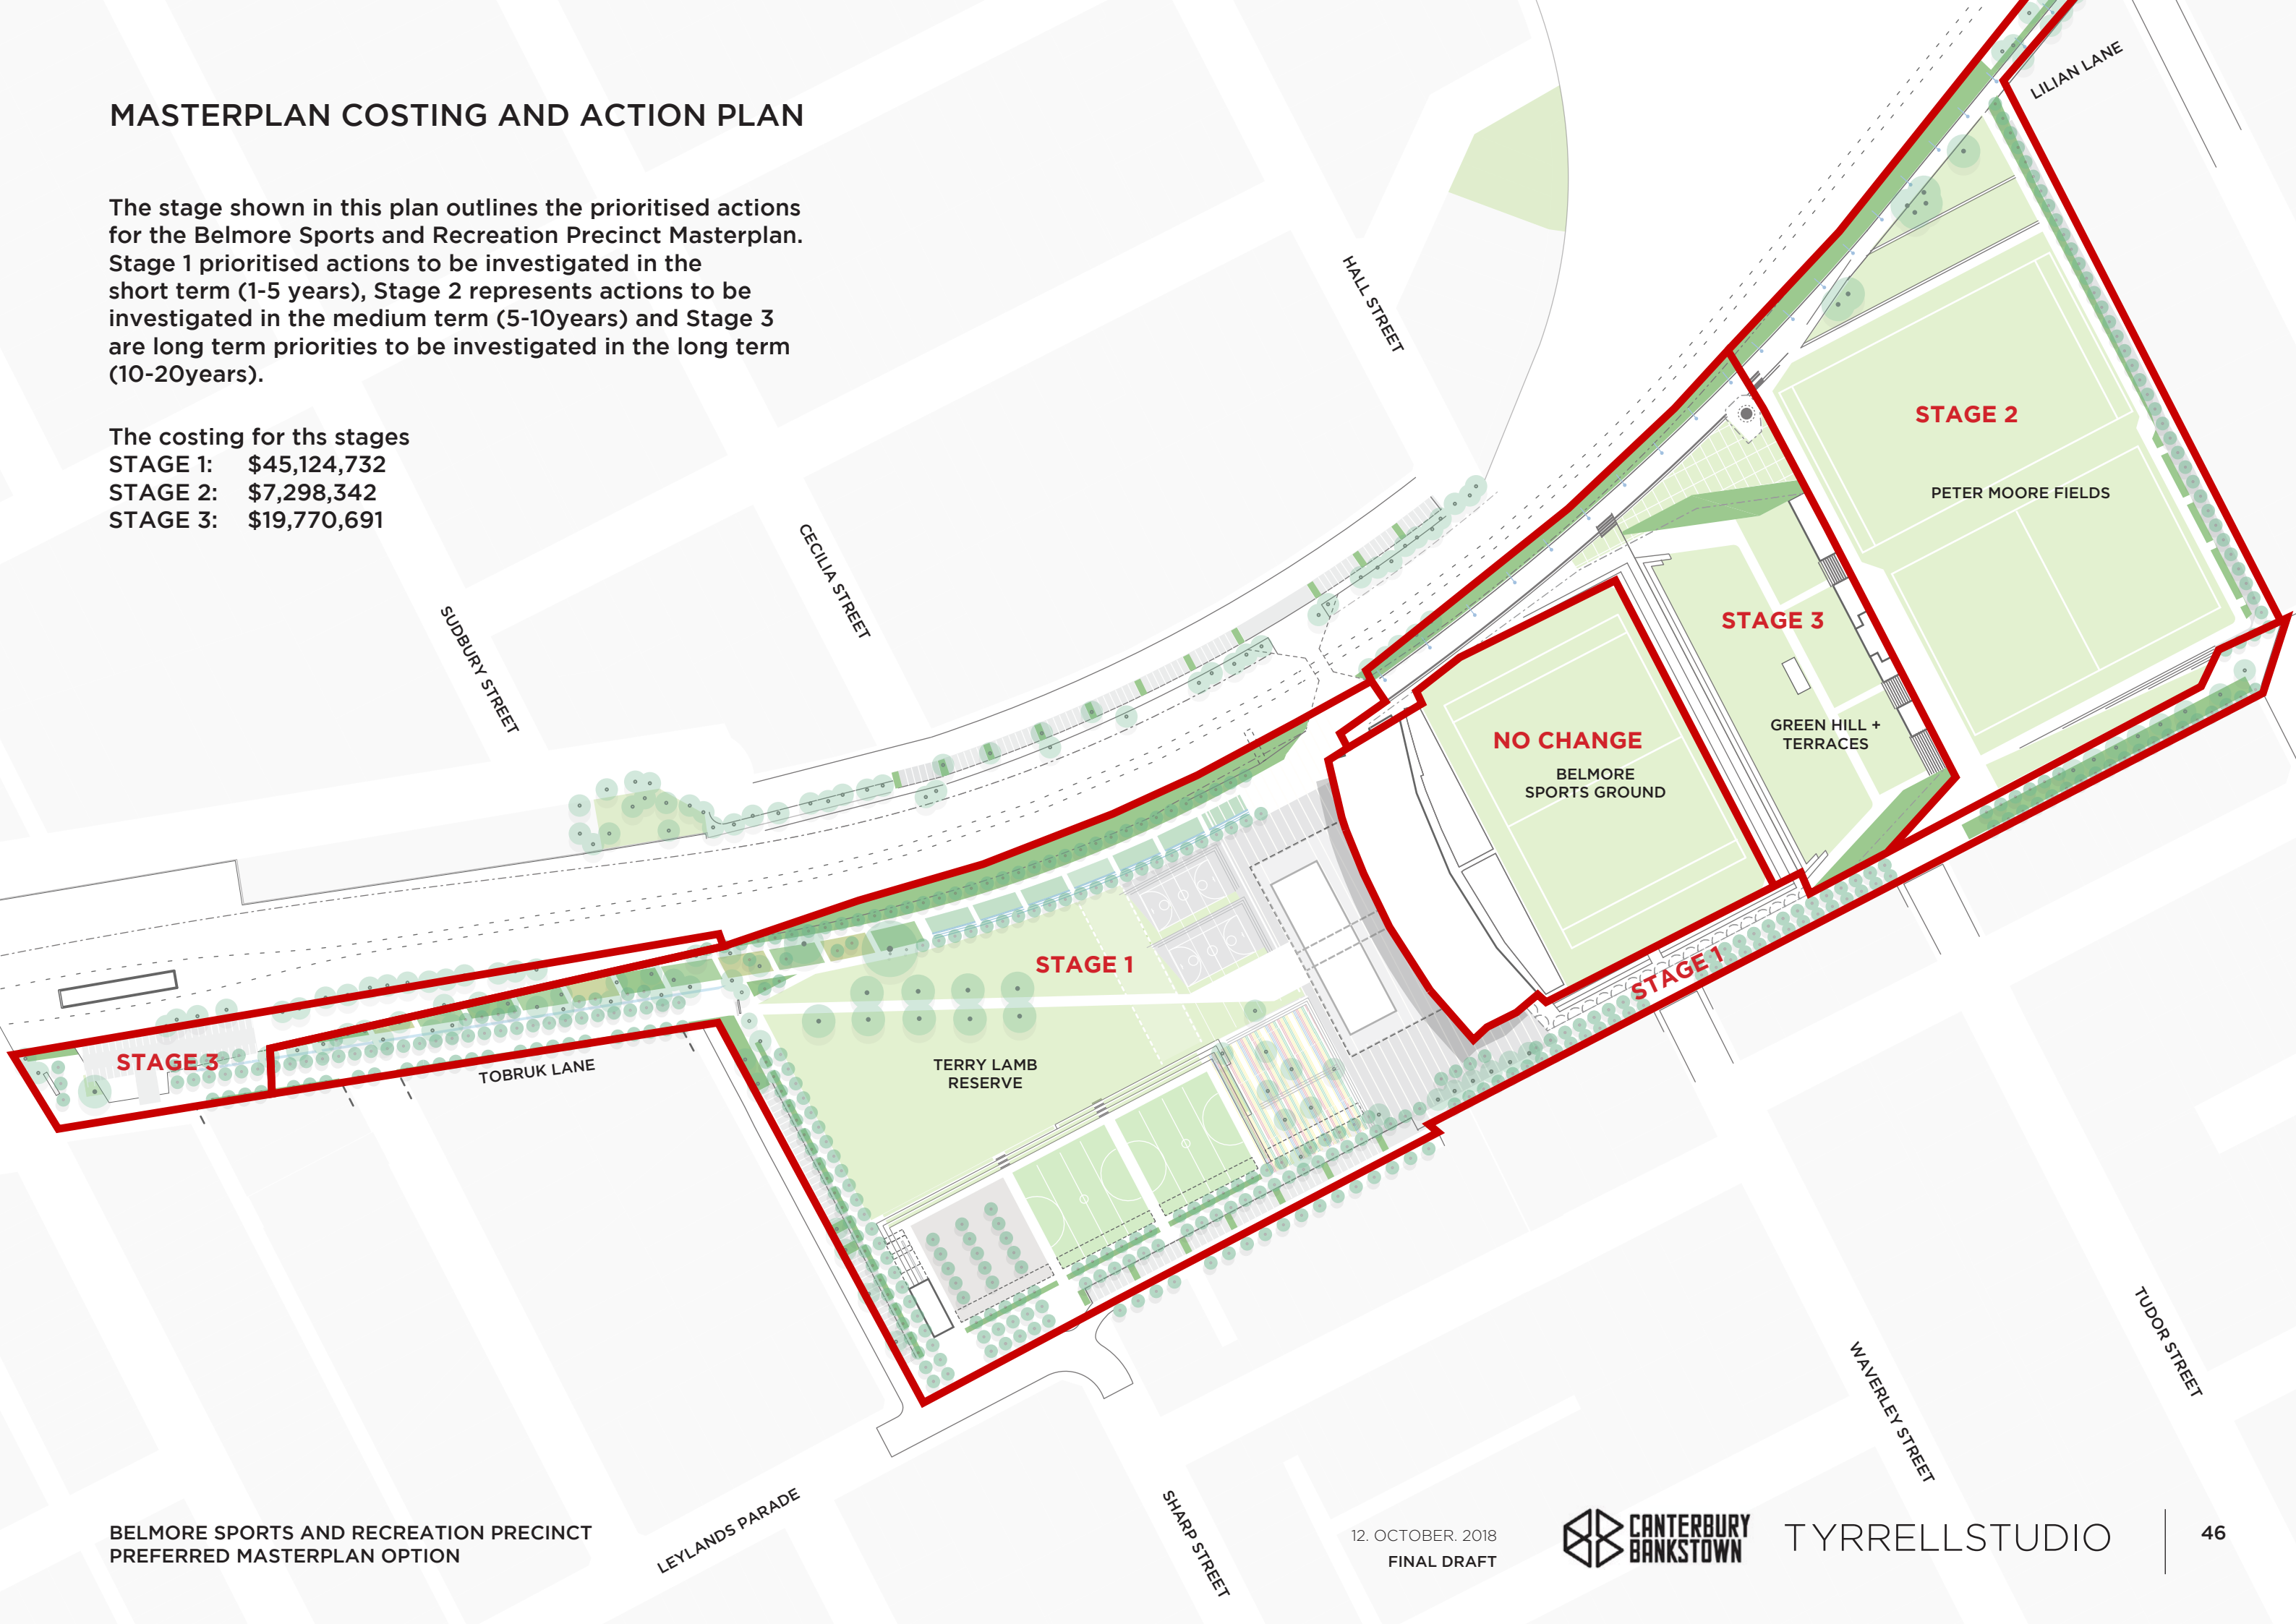 MASTERPLAN COSTING AND ACTION PLAN
The stage shown in this plan outlines the prioritised actions
for the Belmore Sports and Recreation Precinct Masterplan.
Stage 1 prioritised actions to be investigated in the
short term (1-5 years), Stage 2 represents actions to be
investigated in the medium term (5-10years) and Stage 3
are long term priorities to be investigated in the long term
(10-20years).
The costing for ths stages
STAGE 1: $45,124,732
STAGE 2: $7,298,342
STAGE 3: $19,770,691
LILIAN LANE
HALL STREET
CECILIA STREET
SUDBURY STREET
STAGE 2
PETER MOORE FIELDS
STAGE 3
GREEN HILL +
TERRACES
NO CHANGE
BELMORE
SPORTS GROUND
STAGE 1
STAGE 1
TERRY LAMB
RESERVE
STAGE 3
TOBRUK LANE
LEYLANDS PARADE
SHARP STREET
WAVERLEY STREET
TUDOR STREET
BELMORE SPORTS AND RECREATION PRECINCT
PREFERRED MASTERPLAN OPTION
12. OCTOBER. 2018
FINAL DRAFT
CANTERBURY
BANKSTOWN
TYRRELLSTUDIO
46